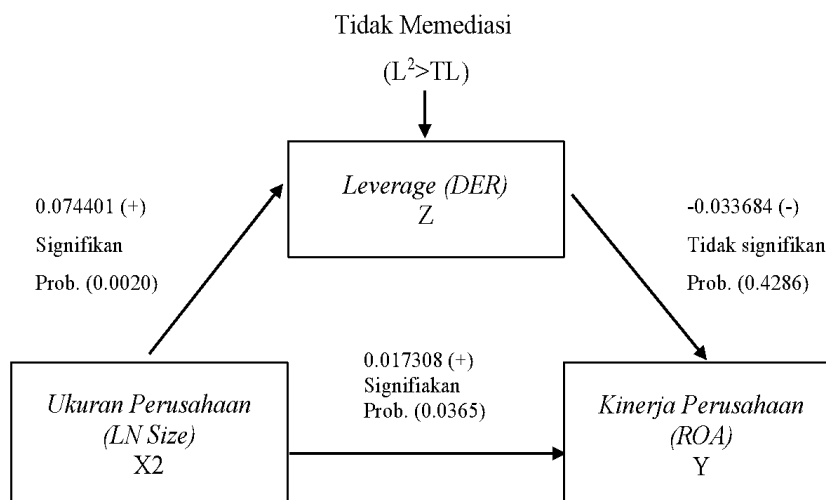 Tidak Memediasi
(L²>TL)
Leverage (DER)
Z
0.074401 (+)
Signifikan
Prob. (0.0020)
-0.033684 (-)
Tidak signifikan
Prob. (0.4286)
0.017308 (+)
Signifiakan
Prob. (0.0365)
Ukuran Perusahaan
(LN Size)
X2
Kinerja Perusahaan
(ROA)
Y